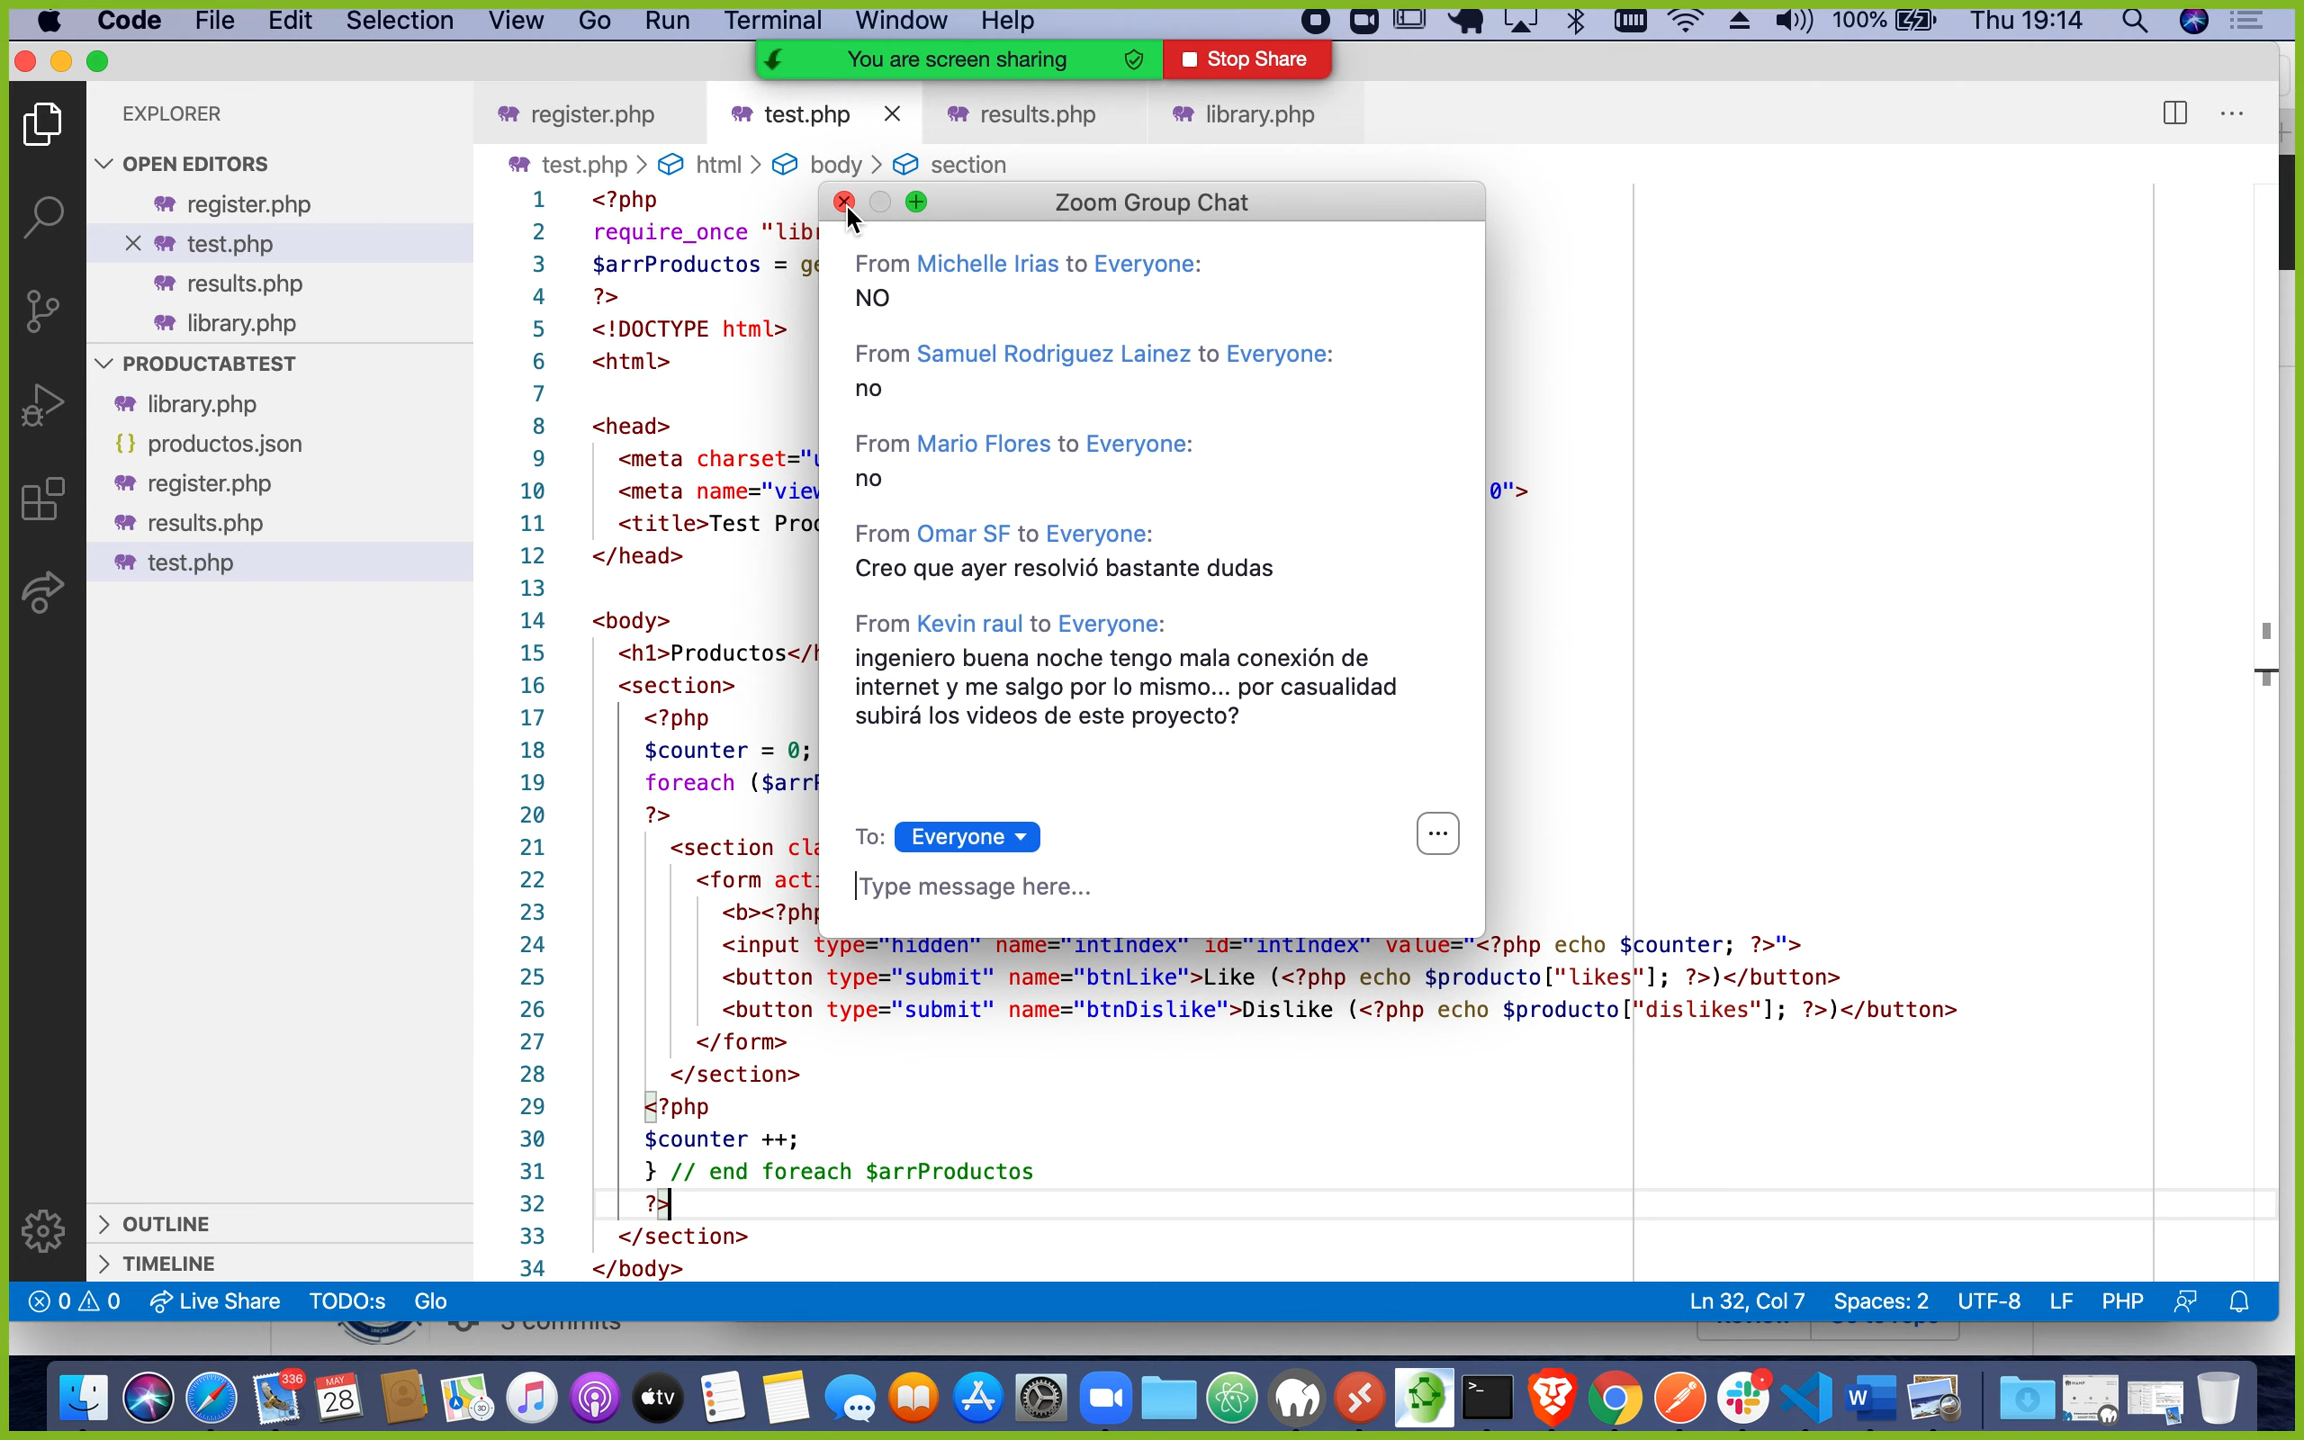 Code File Edit Selection View Go Run Terminal Window Help 100% Thu 19:14
You are screen sharing Stop Share
EXPLORER
OPEN EDITORS
register.php
test.php
results.php
library.php
PRODUCTABTEST
library.php
productos.json
register.php
results.php
test.php
OUTLINE
TIMELINE
register.php test.php results.php library.php
test.php > html > body > section
1 <?php
2 require_once "libr
3 $arrProductos = ge
4 ?>
5 <!DOCTYPE html>
6 <html>
7
8 <head>
9 <meta charset="u
10 <meta name="view 0">
11 <title>Test Prod
12 </head>
13
14 <body>
15 <h1>Productos</h
16 <section>
17 <?php
18 $counter = 0;
19 foreach ($arrP
20 ?>
21 <section cla
22 <form acti
23 <b><?php
24 <input type="hidden" name="intIndex" id="intIndex" value="<?php echo $counter; ?>">
25 <button type="submit" name="btnLike">Like (<?php echo $producto["likes"]; ?>)</button>
26 <button type="submit" name="btnDislike">Dislike (<?php echo $producto["dislikes"]; ?>)</button>
27 </form>
28 </section>
29 <?php
30 $counter ++;
31 } // end foreach $arrProductos
32 ?>
33 </section>
34 </body>
Zoom Group Chat
From Michelle Irias to Everyone:
NO
From Samuel Rodriguez Lainez to Everyone:
no
From Mario Flores to Everyone:
no
From Omar SF to Everyone:
Creo que ayer resolvió bastante dudas
From Kevin raul to Everyone:
ingeniero buena noche tengo mala conexión de
internet y me salgo por lo mismo... por casualidad
subirá los videos de este proyecto?
To: Everyone
Type message here...
0 0 Live Share TODO:s Glo Ln 32, Col 7 Spaces: 2 UTF-8 LF PHP
3 commits
336 MAY 28 tv